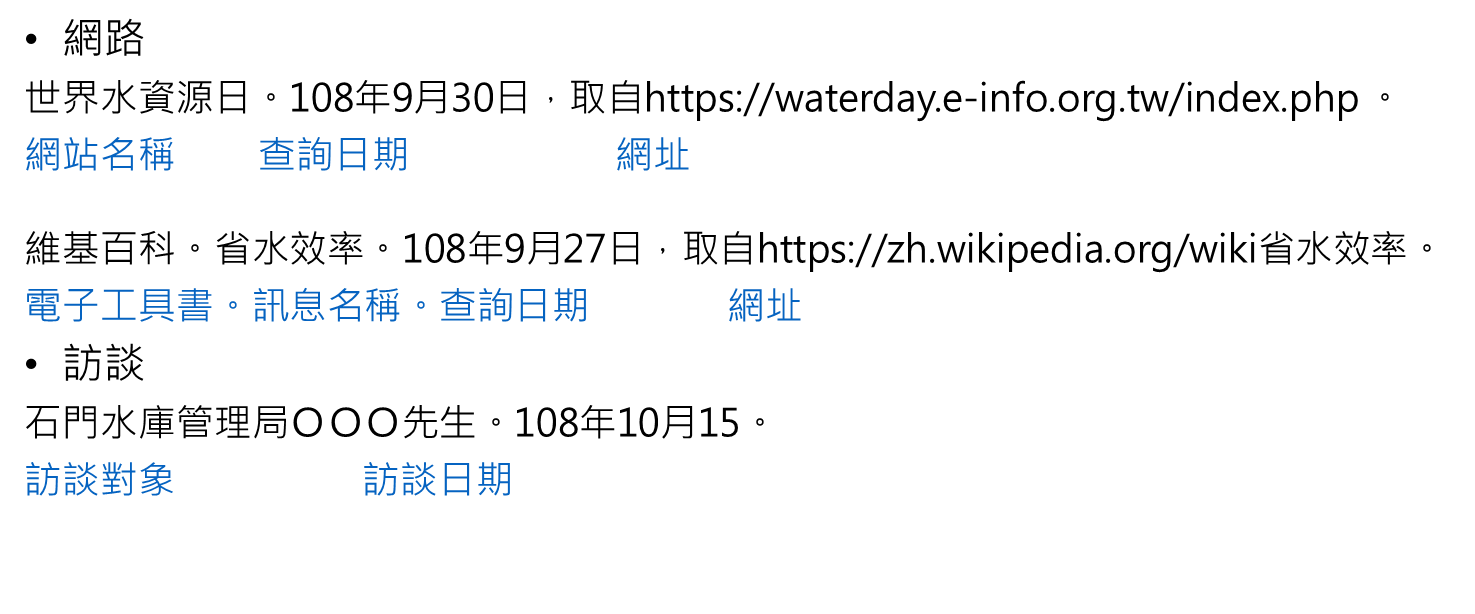 • 網路
世界水資源日。108年9月30日，取自https://waterday.e-info.org.tw/index.php 。
網站名稱 查詢日期 網址
維基百科。省水效率。108年9月27日，取自https://zh.wikipedia.org/wiki省水效率。
電子工具書。訊息名稱。查詢日期 網址
• 訪談
石門水庫管理局〇〇〇先生。108年10月15。
訪談對象 訪談日期